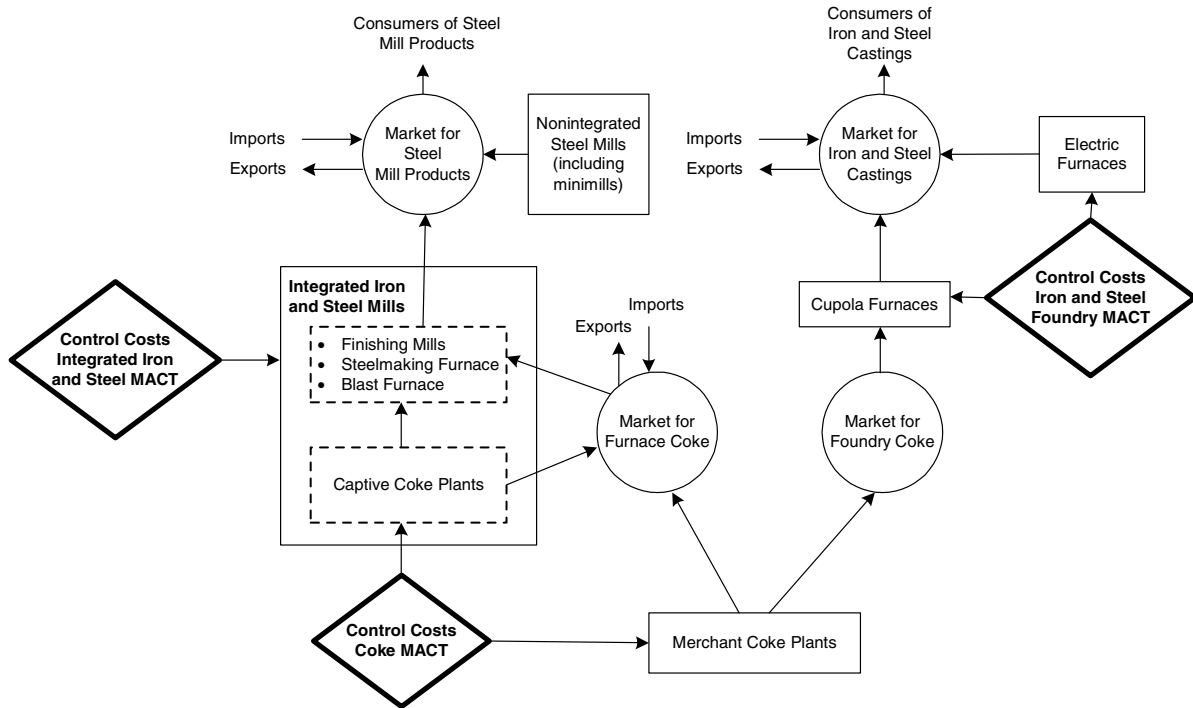 Consumers of Steel
Mill Products
Consumers of
Iron and Steel
Castings
Imports
Exports
Market for
Steel
Mill Products
Nonintegrated
Steel Mills
(including
minimills)
Imports
Exports
Market for
Iron and Steel
Castings
Electric
Furnaces
Control Costs
Integrated Iron
and Steel MACT
Integrated Iron
and Steel Mills
• Finishing Mills
• Steelmaking Furnace
• Blast Furnace
Captive Coke Plants
Exports
Imports
Market for
Furnace Coke
Cupola Furnaces
Control Costs
Iron and Steel
Foundry MACT
Market for
Foundry Coke
Control Costs
Coke MACT
Merchant Coke Plants